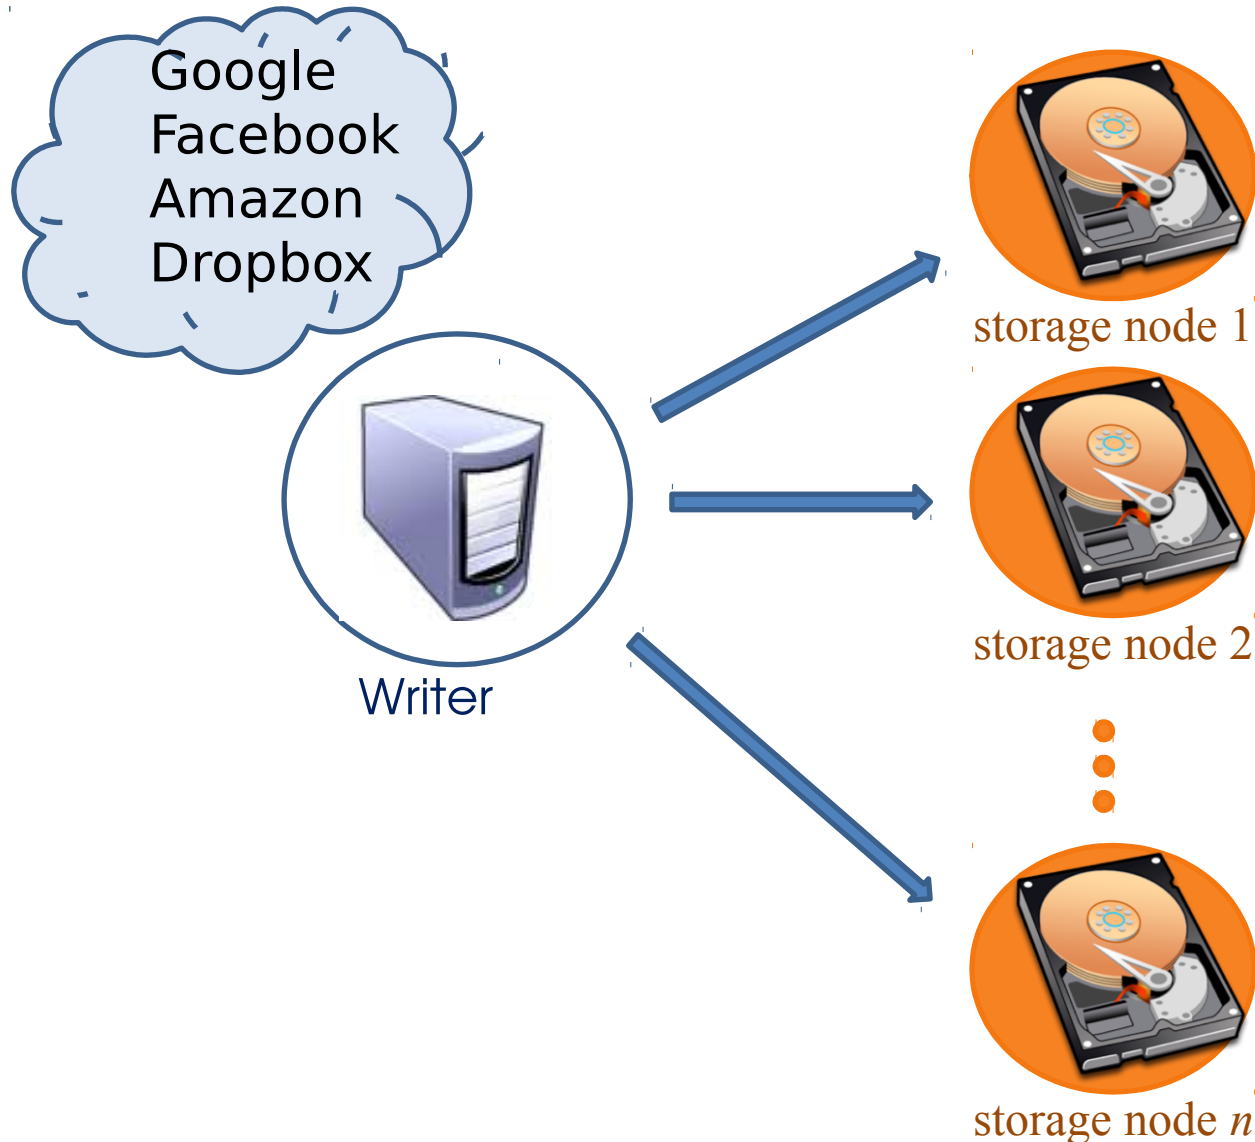 Google
Facebook
Amazon
Dropbox
Writer
storage node 1
storage node 2
storage node n